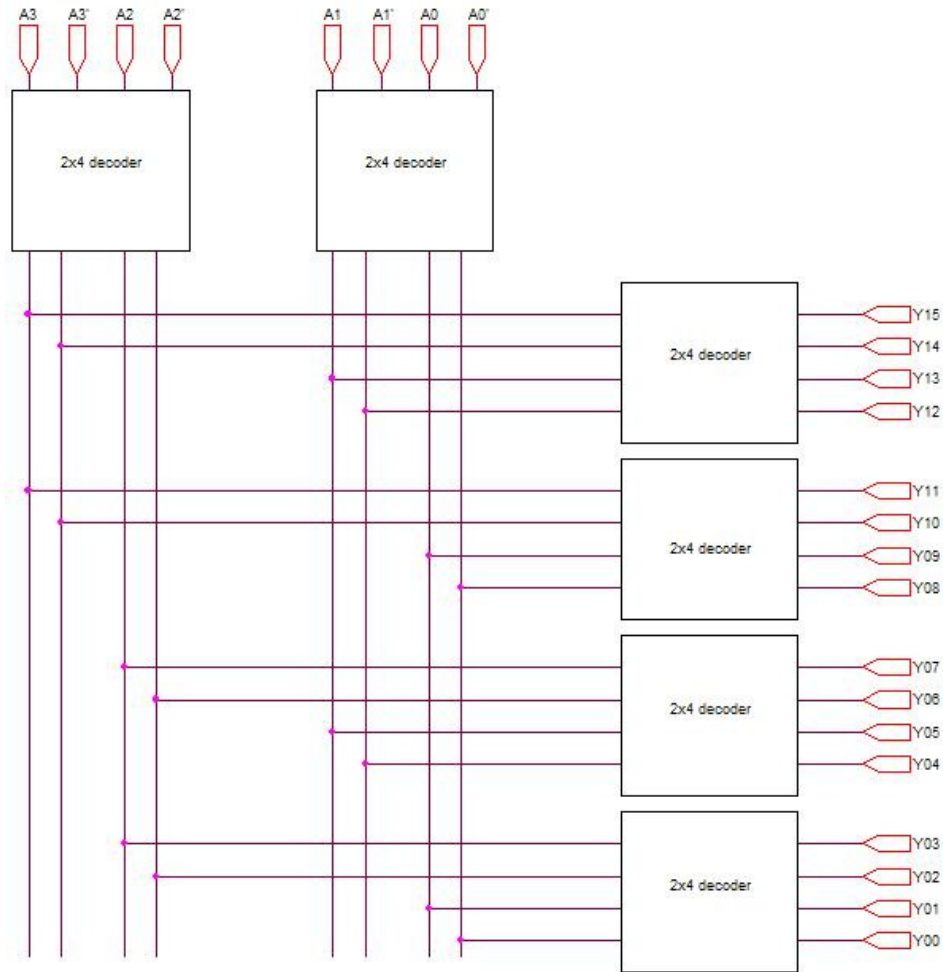 A3 A3' A2 A2' A1 A1' A0 A0'
2x4 decoder 2x4 decoder
Y15
Y14
2x4 decoder
Y13
Y12
Y11
Y10
2x4 decoder
Y09
Y08
Y07
Y06
2x4 decoder
Y05
Y04
Y03
Y02
2x4 decoder
Y01
Y00